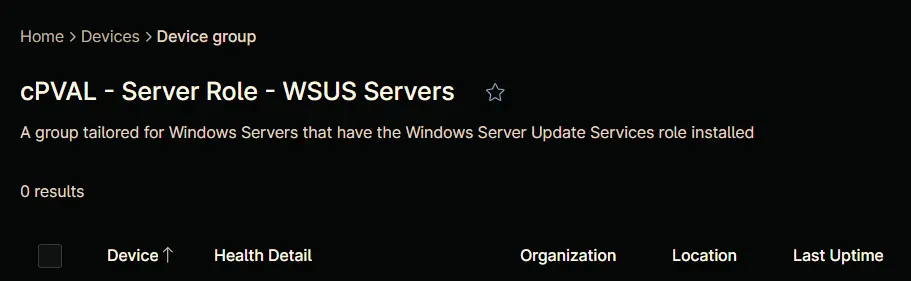 Home > Devices > Device group
cPVAL - Server Role - WSUS Servers
A group tailored for Windows Servers that have the Windows Server Update Services role installed
0 results
Device ↑ Health Detail Organization Location Last Uptime